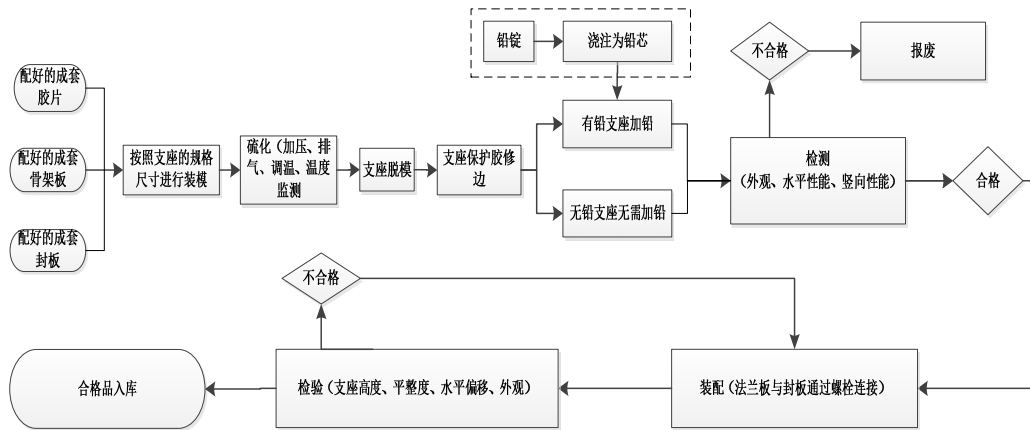 铅锭
浇注为铅芯
不合格
报废
配好的成套
胶片
有铅支座加铅
按照支座的规格
尺寸进行装模
硫化（加压、排
气、调温、温度
监测
支座脱模
支座保护胶修
边
检测
（外观、水平性能、竖向性能）
合格
配好的成套
骨架板
无铅支座无需加铅
配好的成套
封板
不合格
合格品入库
检验（支座高度、平整度、水平偏移、外观）
装配（法兰板与封板通过螺栓连接）